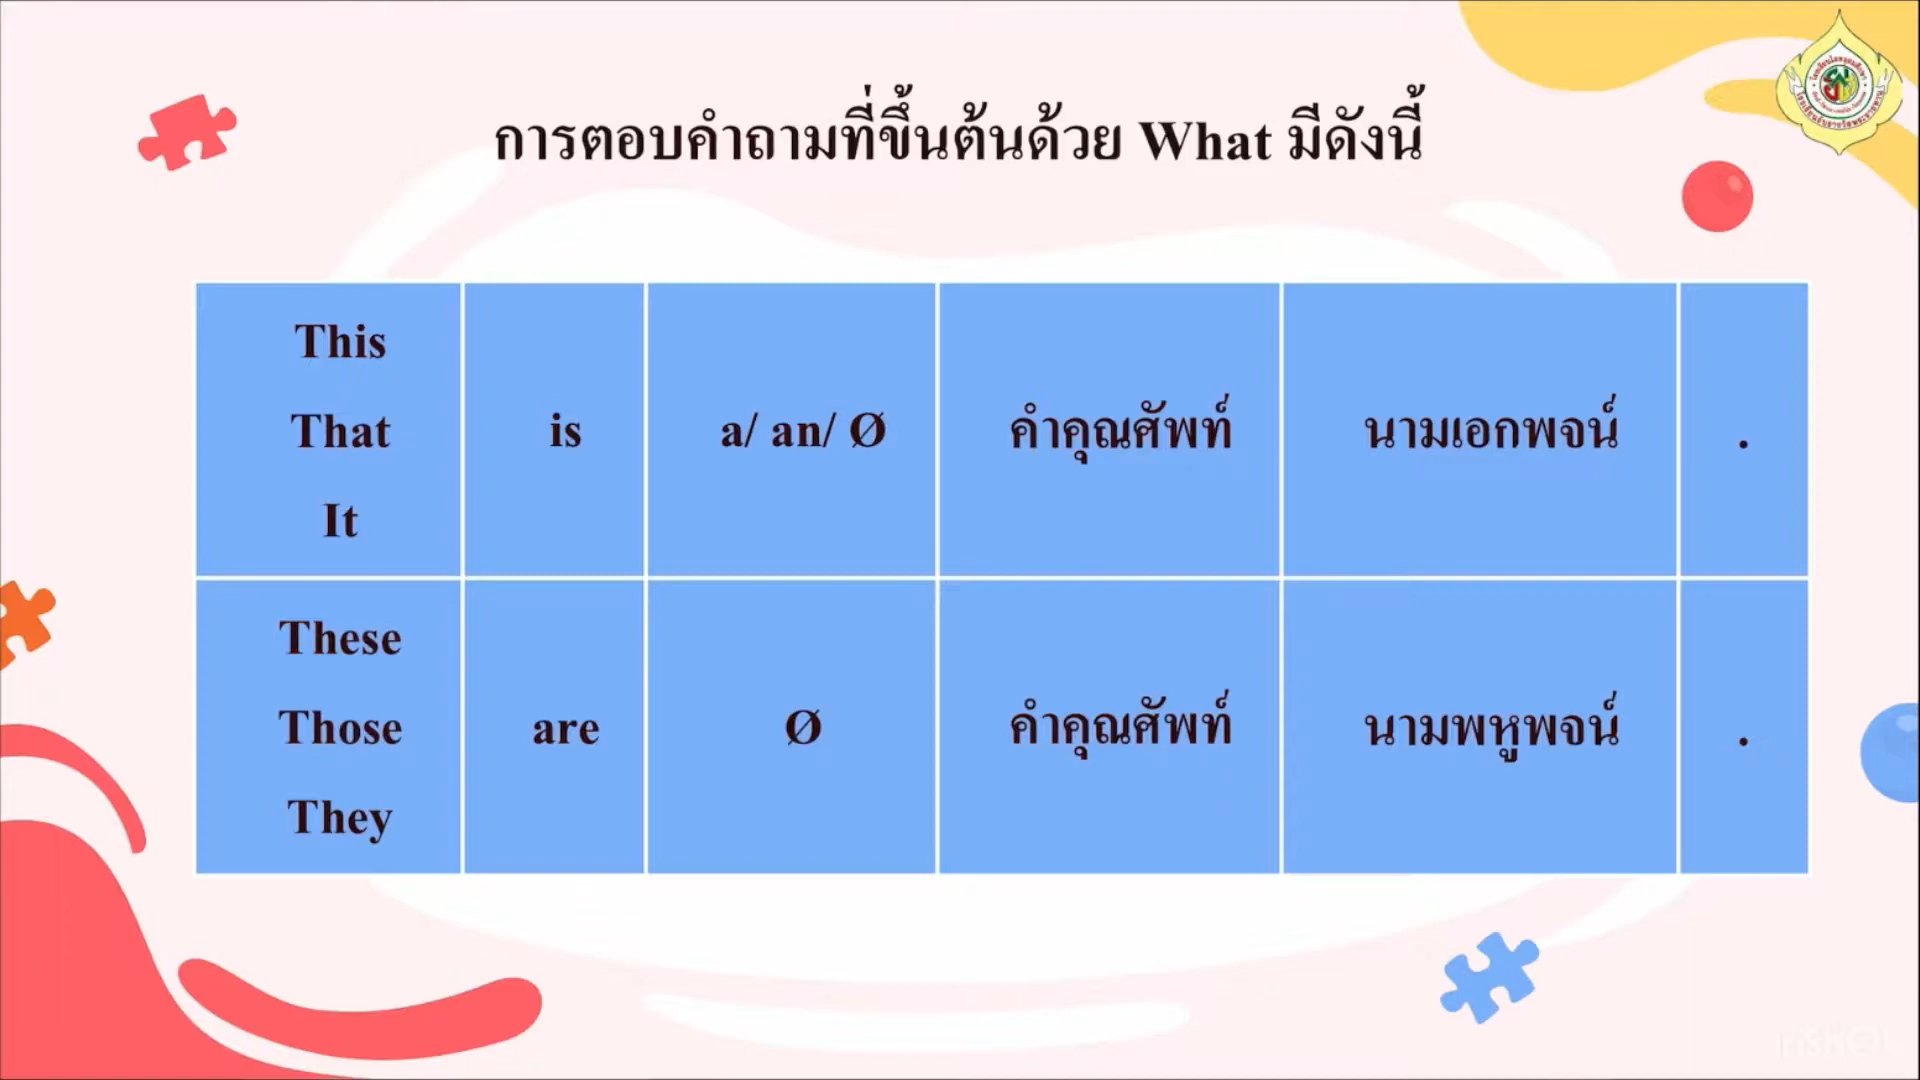 การตอบคำถามที่ขึ้นต้นด้วย What มีดังนี้
This
That
It
is
a/ an/ Ø
คำคุณศัพท์
นามเอกพจน์
.
These
Those
They
are
Ø
คำคุณศัพท์
นามพหูพจน์
.